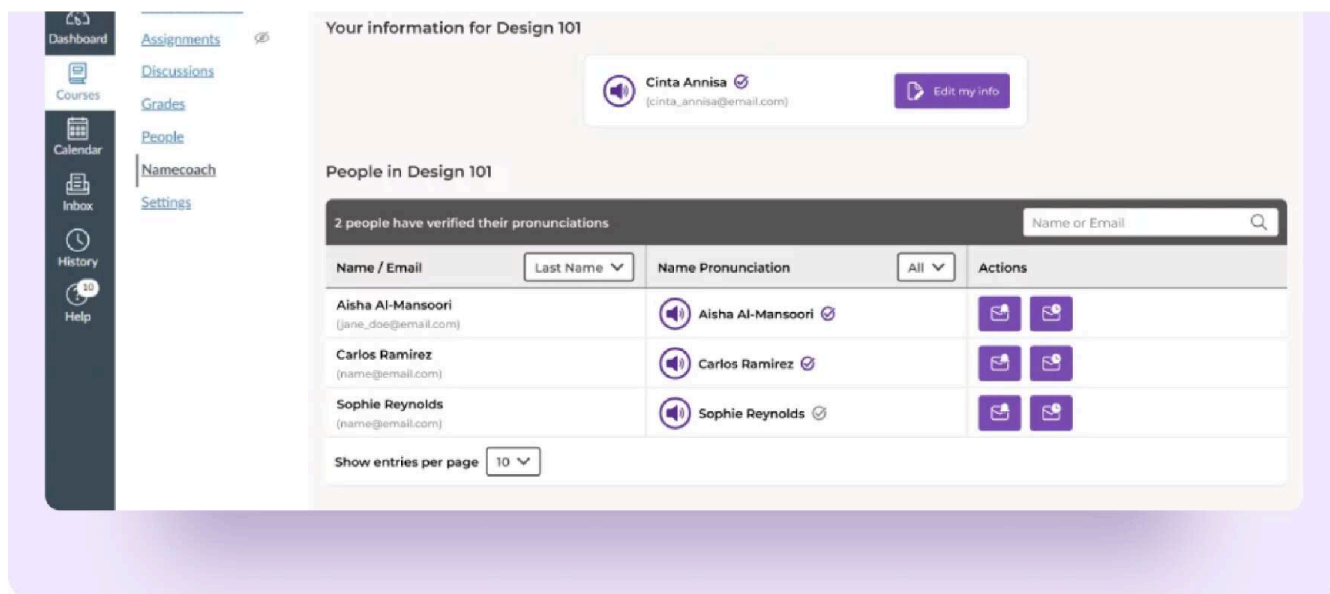 Dashboard
Courses
Calendar
Inbox
History
10
Help
Assignments
Discussions
Grades
People
Namecoach
Settings
Your information for Design 101
Cinta Annisa
(cinta_annisa@email.com)
Edit my info
People in Design 101
2 people have verified their pronunciations
Name or Email
Name / Email
Last Name
Name Pronunciation
All
Actions
Aisha Al-Mansoori
(jane_doe@email.com)
Aisha Al-Mansoori
Carlos Ramirez
(name@email.com)
Carlos Ramirez
Sophie Reynolds
(name@email.com)
Sophie Reynolds
Show entries per page
10